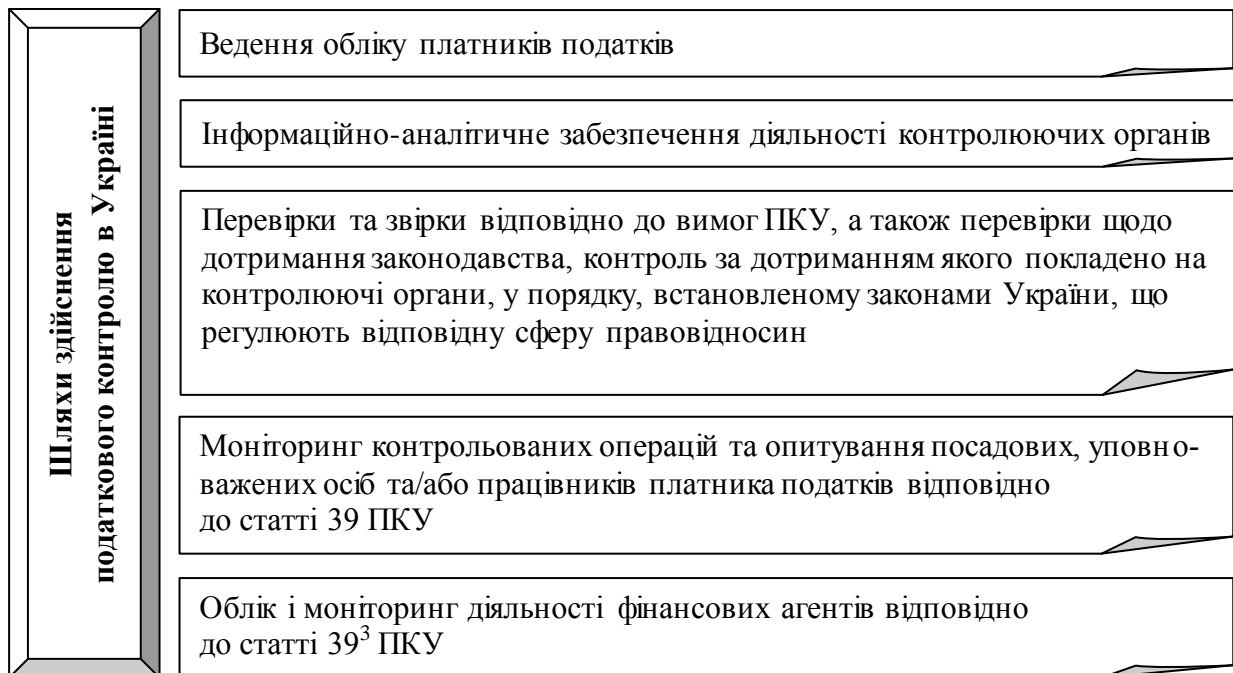 Шляхи здійснення
податкового контролю в Україні
Ведення обліку платників податків
Інформаційно-аналітичне забезпечення діяльності контролюючих органів
Перевірки та звірки відповідно до вимог ПКУ, а також перевірки щодо
дотримання законодавства, контроль за дотриманням якого покладено на
контролюючі органи, у порядку, встановленому законами України, що
регулюють відповідну сферу правовідносин
Моніторинг контрольованих операцій та опитування посадових, уповно-
важених осіб та/або працівників платника податків відповідно
до статті 39 ПКУ
Облік і моніторинг діяльності фінансових агентів відповідно
до статті 39³ ПКУ